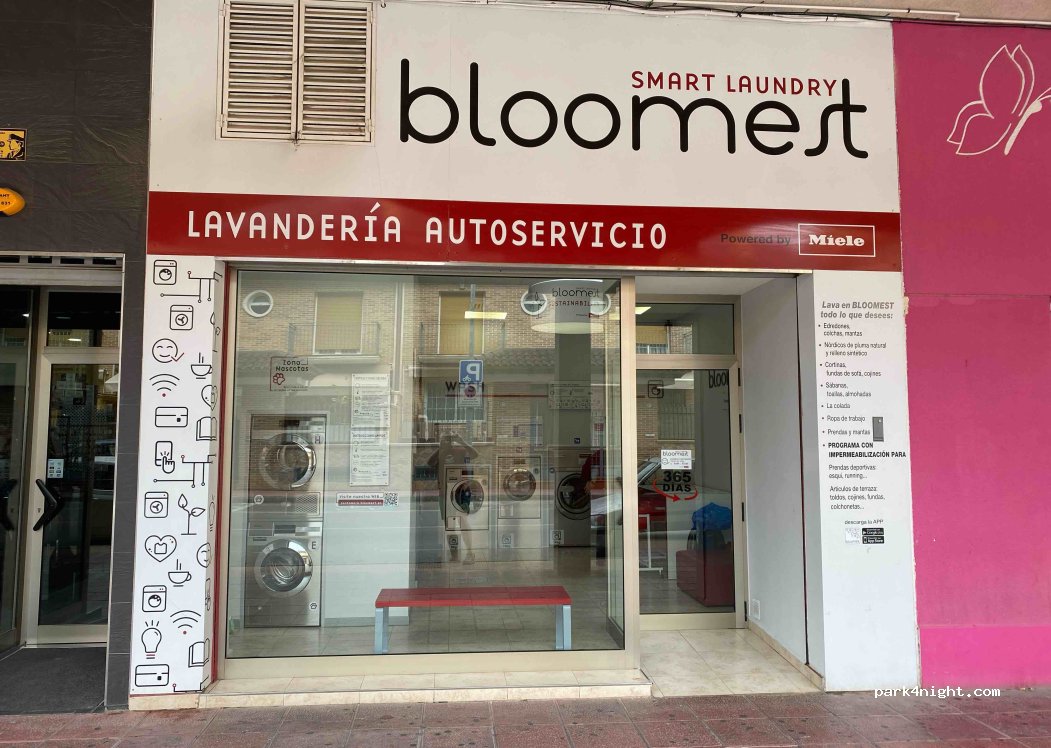 SMART LAUNDRY
bloomest
LAVANDERÍA AUTOSERVICIO
Powered by Miele
bloomest
Zona
Mascotas
P
H
E
bloomest
365
DÍAS
Lava en BLOOMEST
todo lo que desees:
• Edredones,
colchas, mantas
• Nórdicos de pluma natural
y relleno sintético
• Cortinas,
fundas de sofá, cojines
• Sábanas,
toallas, almohadas
• La colada
• Ropa de trabajo
• Prendas y mantas
• PROGRAMA CON
IMPERMEABILIZACIÓN PARA
Prendas deportivas:
esquí, running...
Artículos de terraza:
toldos, cojines, fundas,
colchonetas...
descarga la APP
park4night.com